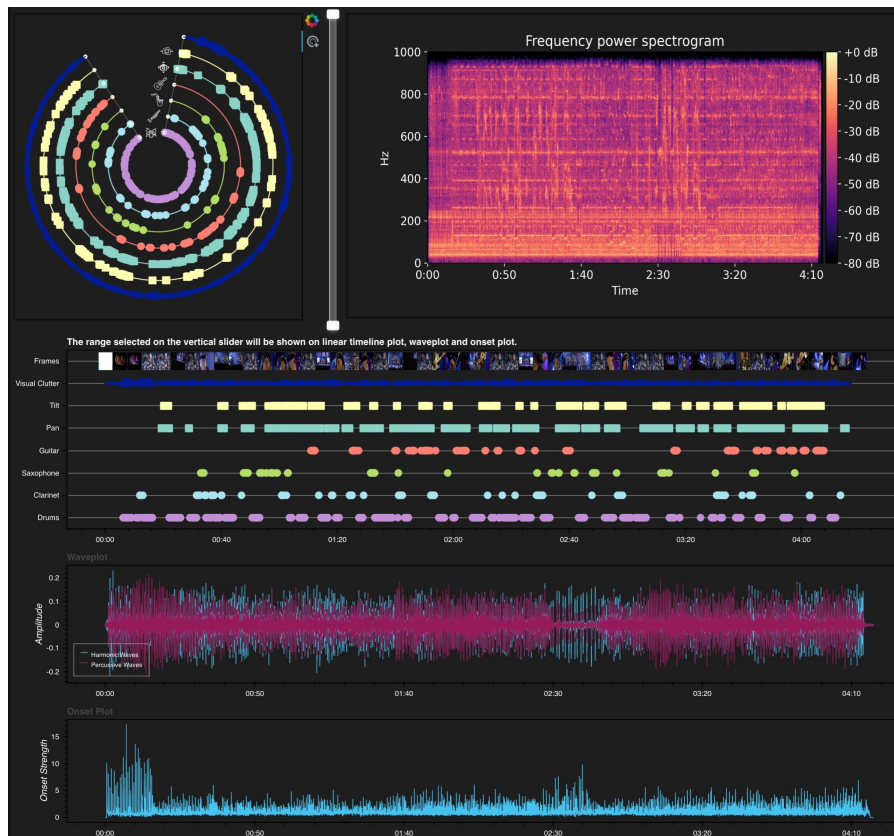 Frequency power spectrogram
1000
800
600
400
200
0
Hz
0:00 0:50 1:40 2:30 3:20 4:10
Time
+0 dB
-10 dB
-20 dB
-30 dB
-40 dB
-50 dB
-60 dB
-70 dB
-80 dB
The range selected on the vertical slider will be shown on linear timeline plot, waveplot and onset plot.
Frames
Visual Clutter
Tilt
Pan
Guitar
Saxophone
Clarinet
Drums
00:00 00:40 01:20 02:00 02:40 03:20 04:00
Waveplot
0.2
0.1
0
-0.1
-0.2
Amplitude
Harmonic Waves
Percussive Waves
00:00 00:50 01:40 02:30 03:20 04:10
Onset Plot
15
10
5
0
Onset Strength
00:00 00:50 01:40 02:30 03:20 04:10